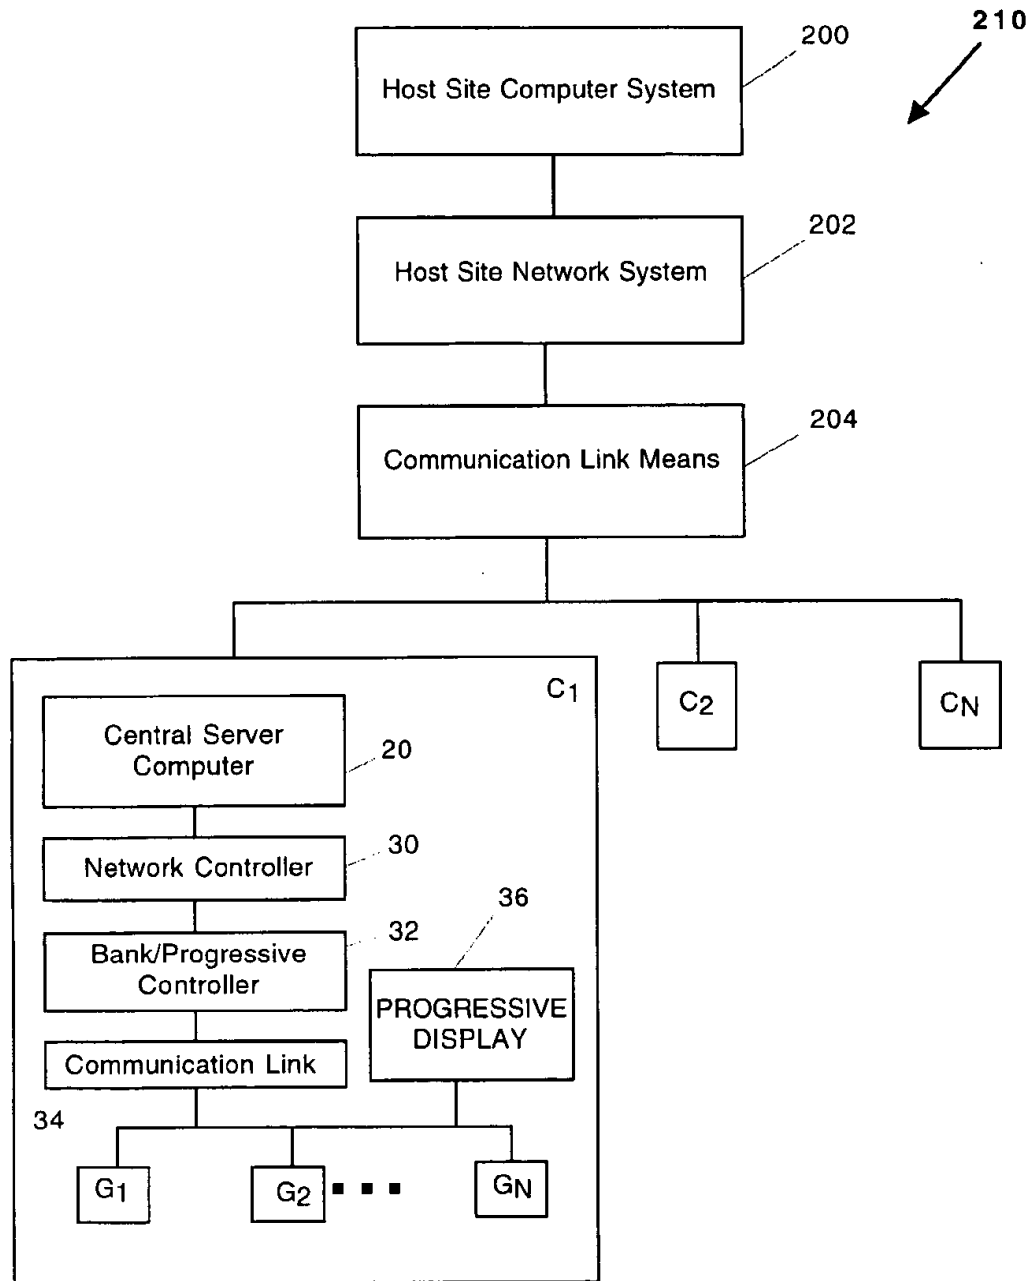 210
200
Host Site Computer System
202
Host Site Network System
204
Communication Link Means
C1
C2
CN
Central Server
Computer
20
Network Controller
30
36
32
Bank/Progressive
Controller
PROGRESSIVE
DISPLAY
Communication Link
34
G1
G2
GN